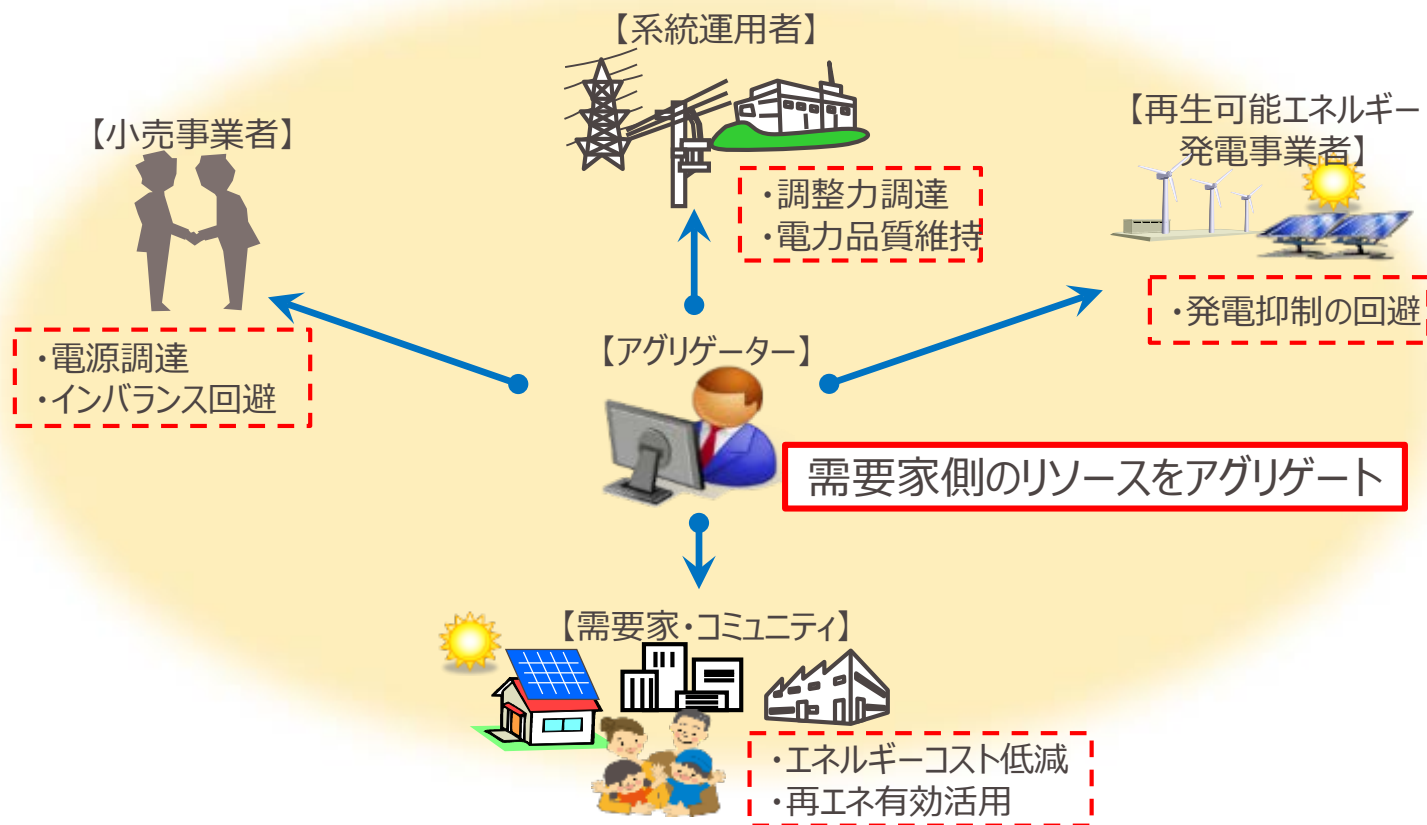 【系統運用者】
・調整力調達
・電力品質維持
【小売事業者】
・電源調達
・インバランス回避
【再生可能エネルギー
発電事業者】
・発電抑制の回避
【アグリゲーター】
需要家側のリソースをアグリゲート
【需要家・コミュニティ】
・エネルギーコスト低減
・再エネ有効活用